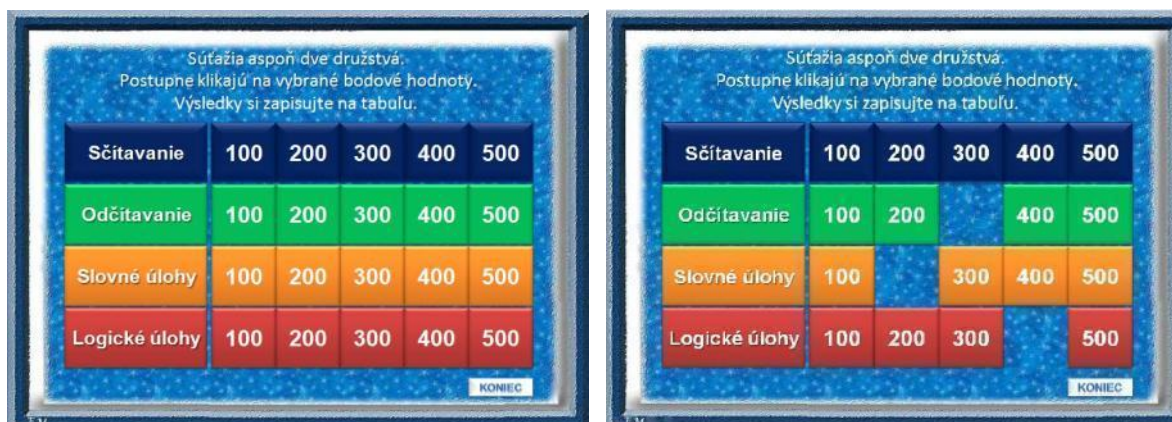 Súťažia aspoň dve družstvá.
Postupne klikajú na vybrané bodové hodnoty.
Výsledky si zapisujte na tabuľu.
Sčítavanie 100 200 300 400 500
Odčítavanie 100 200 300 400 500
Slovné úlohy 100 200 300 400 500
Logické úlohy 100 200 300 400 500
KONIEC
Súťažia aspoň dve družstvá.
Postupne klikajú na vybrané bodové hodnoty.
Výsledky si zapisujte na tabuľu.
Sčítavanie 100 200 300 400 500
Odčítavanie 100 200 400 500
Slovné úlohy 100 300 400 500
Logické úlohy 100 200 300 500
KONIEC